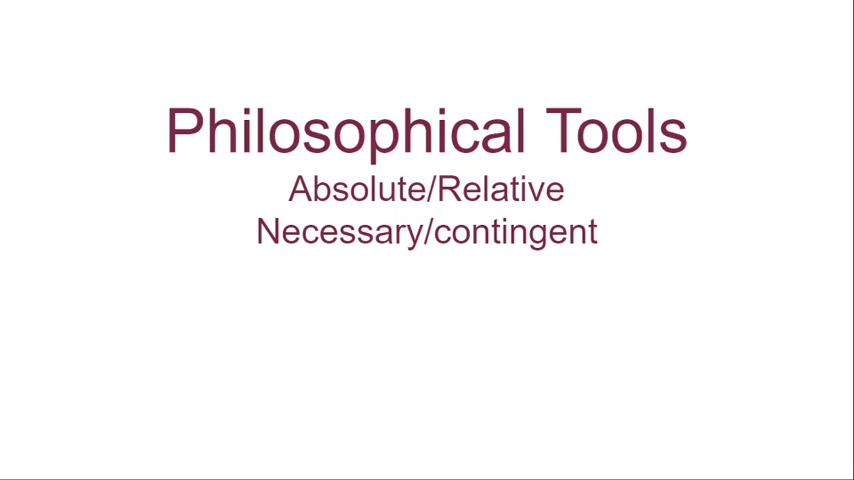 Philosophical Tools
Absolute/Relative
Necessary/contingent